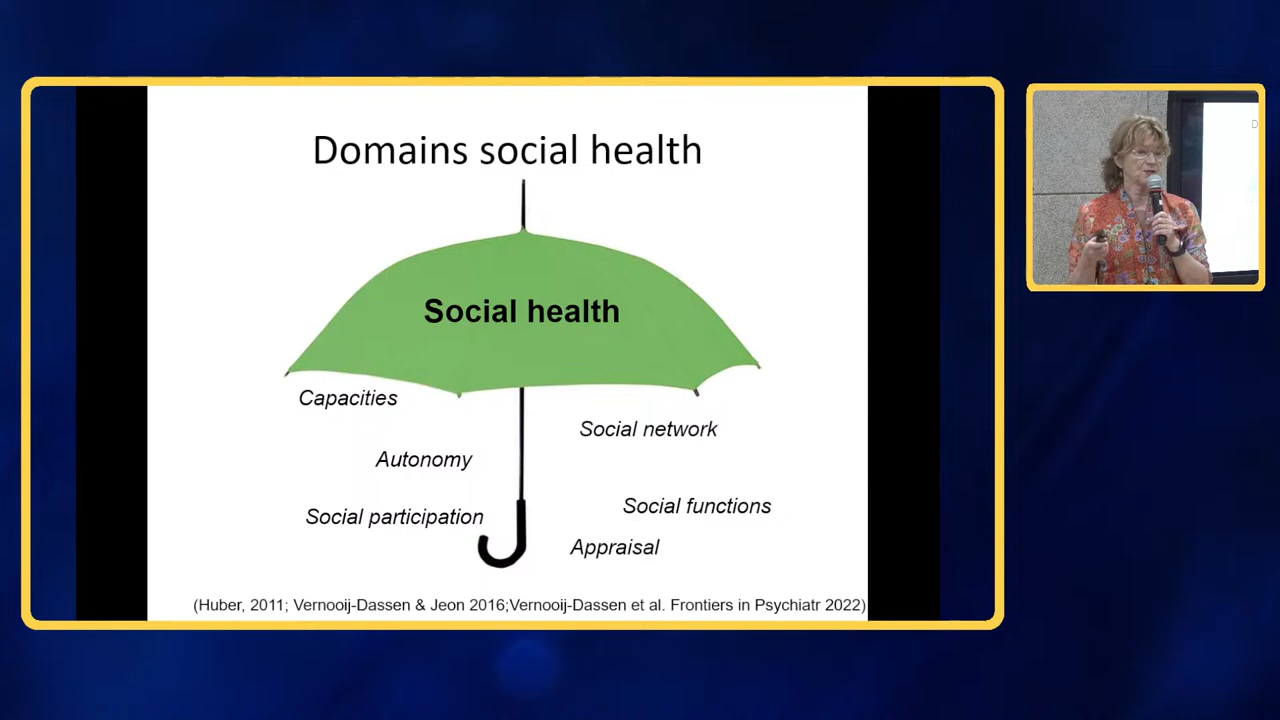 Domains social health
Social health
Capacities
Social network
Autonomy
Social functions
Social participation
Appraisal
(Huber, 2011; Vernooij-Dassen & Jeon 2016;Vernooij-Dassen et al. Frontiers in Psychiatr 2022)
D